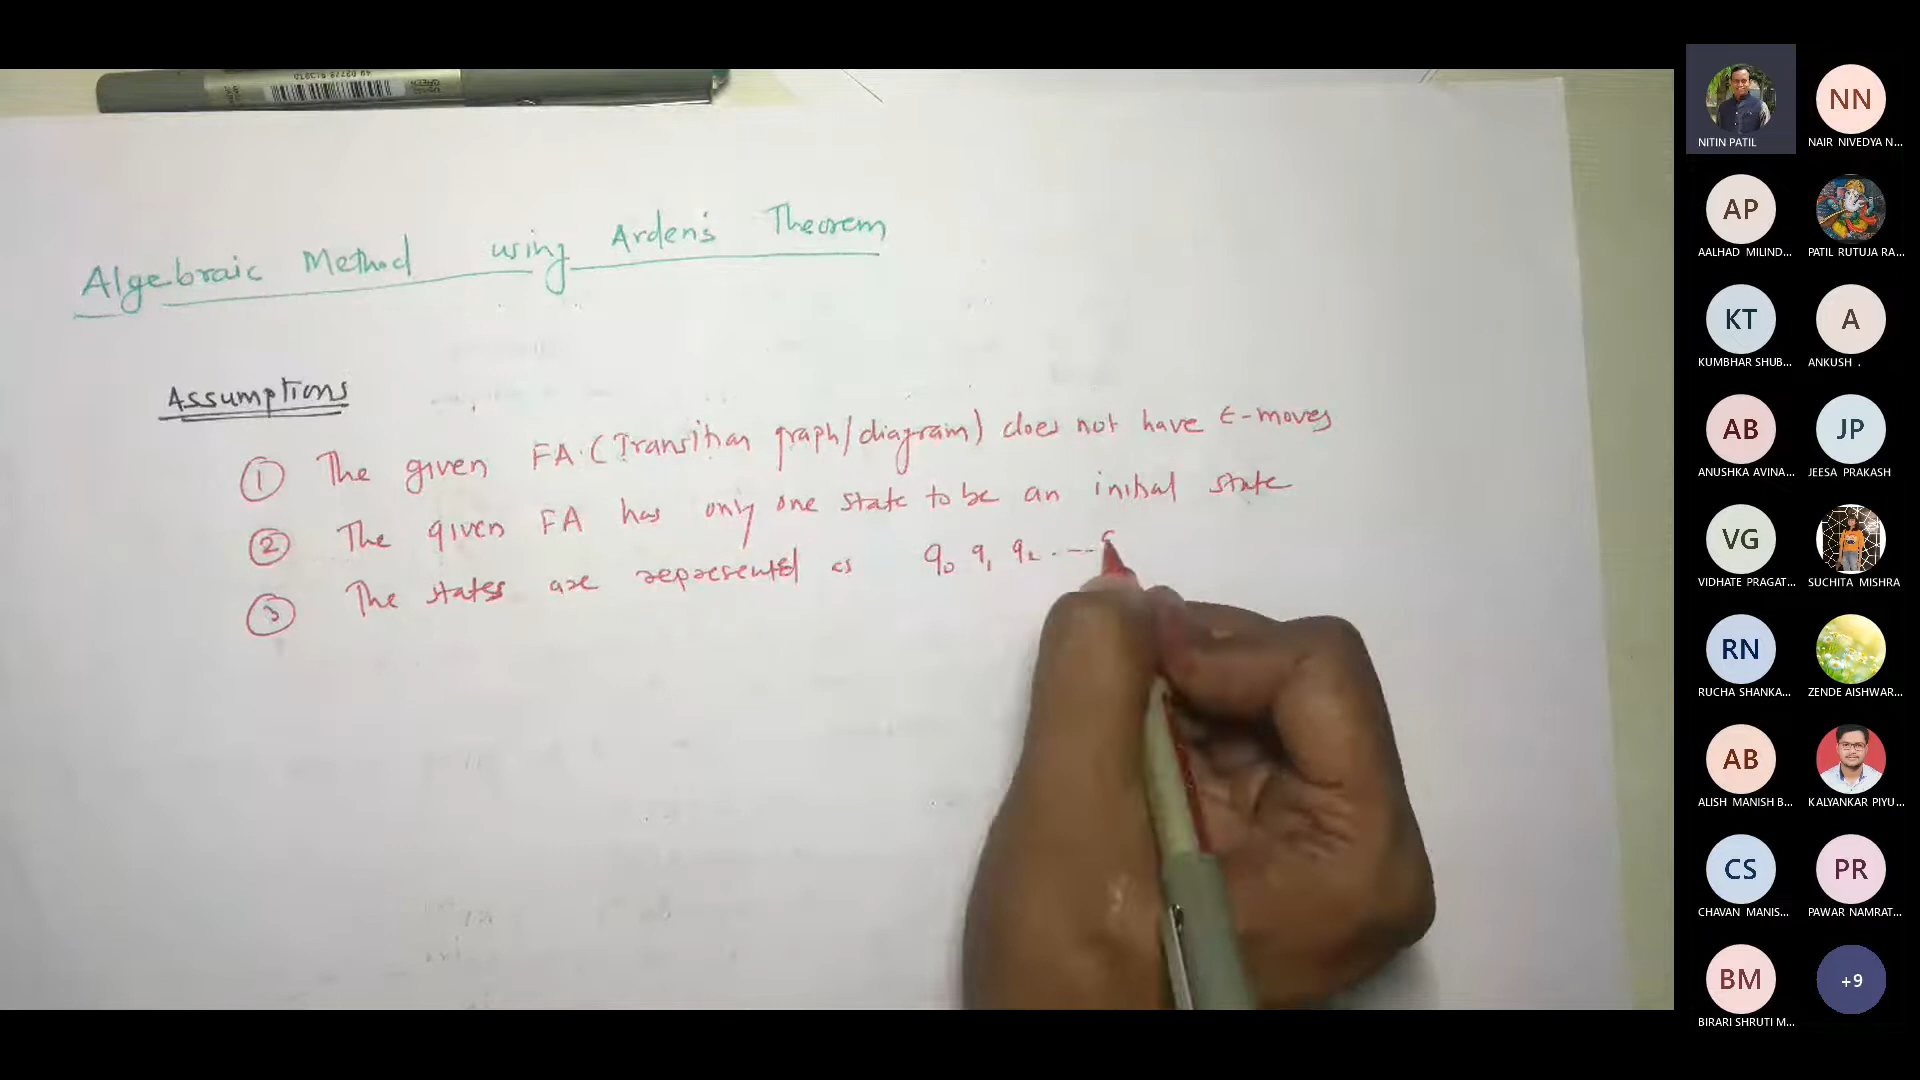 Algebraic Method using Arden's Theorem
Assumptions
① The given FA (Transition graph/diagram) does not have ϵ-moves
② The given FA has only one state to be an initial state
③ The states are represented as q₀ q₁ q₂ ...
NITIN PATIL
NN
NAIR NIVEDYA N...
AP
AALHAD MILIND...
PATIL RUTUJA RA...
KT
KUMBHAR SHUB...
A
ANKUSH .
AB
ANUSHKA AVINA...
JP
JEESA PRAKASH
VG
VIDHATE PRAGAT...
SUCHITA MISHRA
RN
RUCHA SHANKA...
ZENDE AISHWAR...
AB
ALISH MANISH B...
KALYANKAR PIYU...
CS
CHAVAN MANIS...
PR
PAWAR NAMRAT...
BM
BIRARI SHRUTI M...
+9